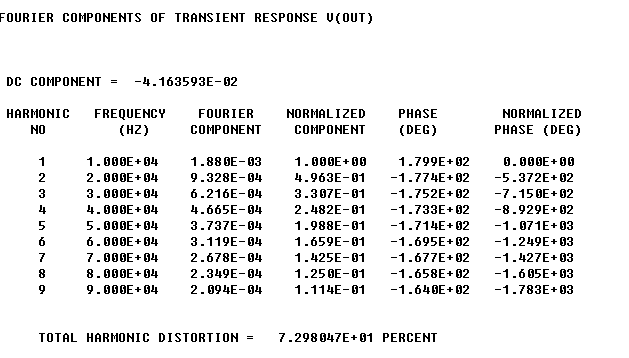 FOURIER COMPONENTS OF TRANSIENT RESPONSE V(OUT)
DC COMPONENT = -4.163593E-02
HARMONIC FREQUENCY FOURIER NORMALIZED PHASE NORMALIZED
NO (HZ) COMPONENT COMPONENT (DEG) PHASE (DEG)
1 1.000E+04 1.880E-03 1.000E+00 1.799E+02 0.000E+00
2 2.000E+04 9.328E-04 4.963E-01 -1.774E+02 -5.372E+02
3 3.000E+04 6.216E-04 3.307E-01 -1.752E+02 -7.150E+02
4 4.000E+04 4.665E-04 2.482E-01 -1.733E+02 -8.929E+02
5 5.000E+04 3.737E-04 1.988E-01 -1.714E+02 -1.071E+03
6 6.000E+04 3.119E-04 1.659E-01 -1.695E+02 -1.249E+03
7 7.000E+04 2.678E-04 1.425E-01 -1.677E+02 -1.427E+03
8 8.000E+04 2.349E-04 1.250E-01 -1.658E+02 -1.605E+03
9 9.000E+04 2.094E-04 1.114E-01 -1.640E+02 -1.783E+03
TOTAL HARMONIC DISTORTION = 7.298047E+01 PERCENT